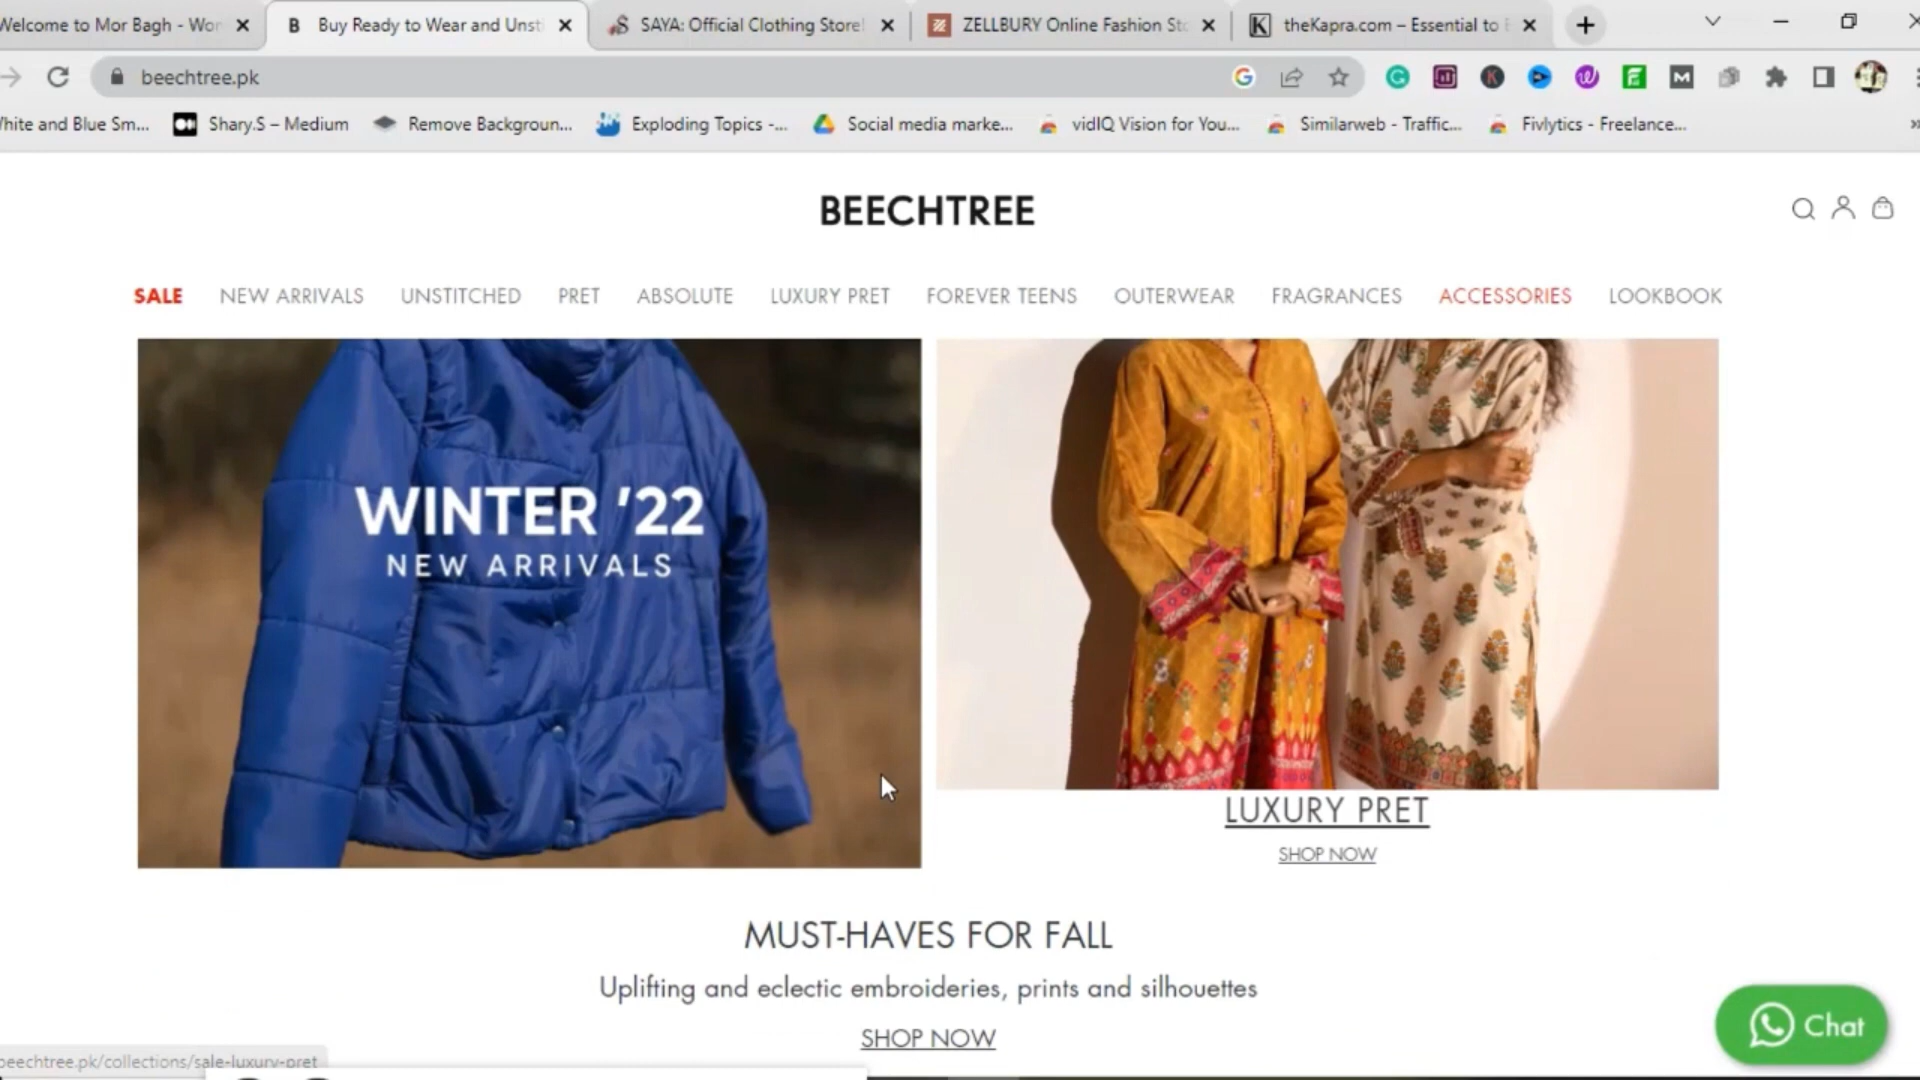 Welcome to Mor Bagh - Wor
B Buy Ready to Wear and Unsti
SAYA: Official Clothing Store!
ZELLBURY Online Fashion Sto
K theKapra.com – Essential to E
beechtree.pk
hite and Blue Sm...
Shary.S – Medium
Remove Backgroun...
Exploding Topics -...
Social media marke...
vidIQ Vision for You...
Similarweb - Traffic...
Fivlytics - Freelance...
BEECHTREE
SALE NEW ARRIVALS UNSTITCHED PRET ABSOLUTE LUXURY PRET FOREVER TEENS OUTERWEAR FRAGRANCES ACCESSORIES LOOKBOOK
WINTER '22
NEW ARRIVALS
LUXURY PRET
SHOP NOW
MUST-HAVES FOR FALL
Uplifting and eclectic embroideries, prints and silhouettes
SHOP NOW
Chat
beechtree.pk/collections/sale-luxury-pret